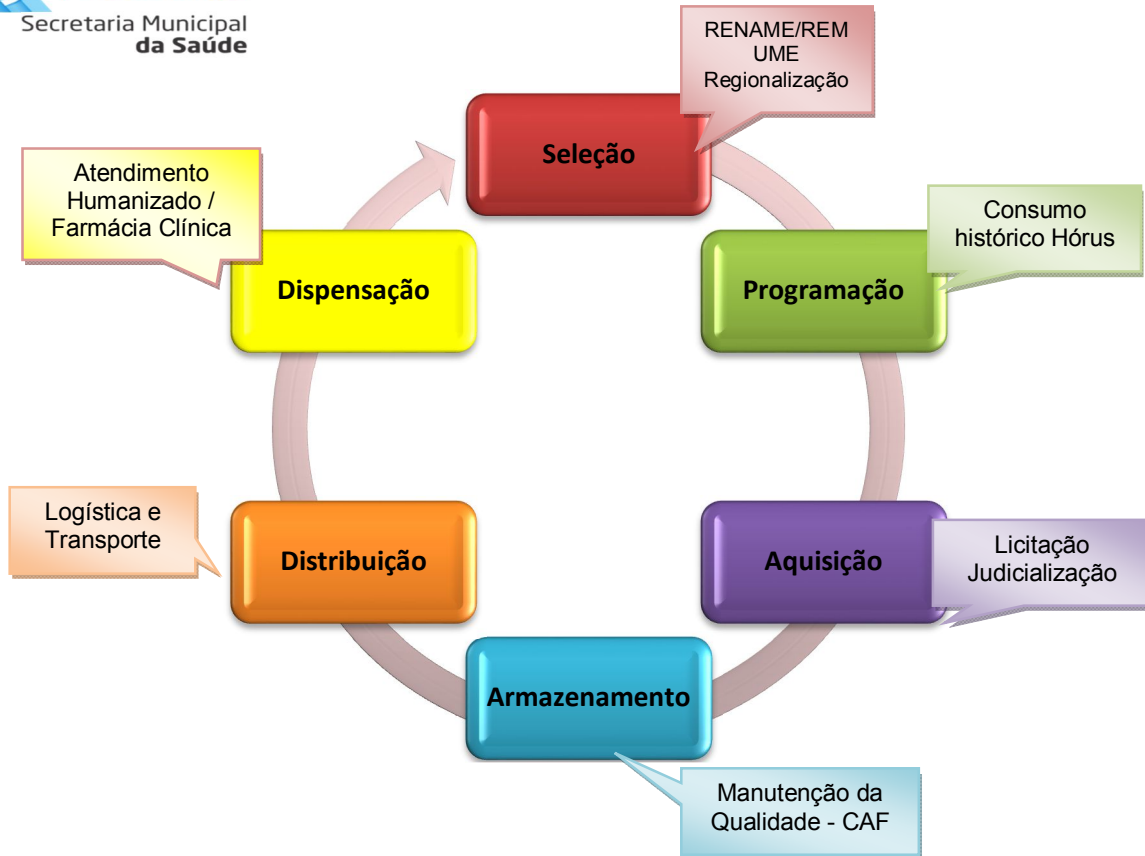 Secretaria Municipal
da Saúde
RENAME/REM
UME
Regionalização
Seleção
Atendimento
Humanizado /
Farmácia Clínica
Consumo
histórico Hórus
Dispensação
Programação
Logística e
Transporte
Distribuição
Aquisição
Licitação
Judicialização
Armazenamento
Manutenção da
Qualidade - CAF